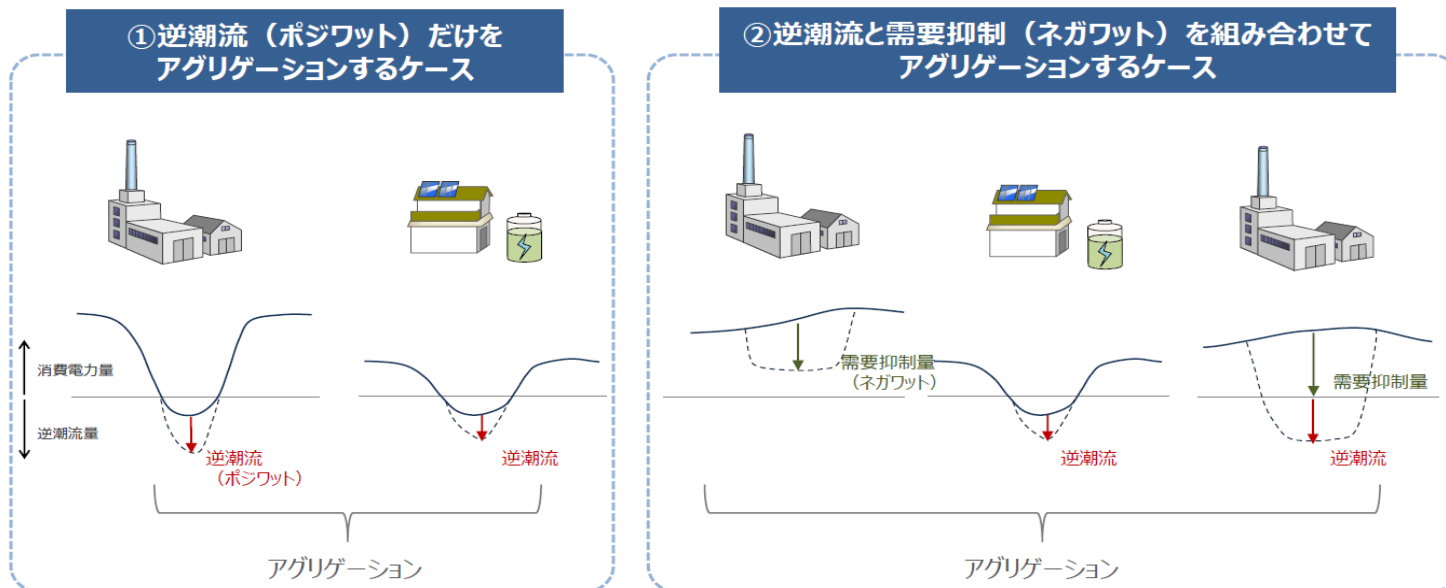 ①逆潮流（ポジワット）だけを
アグリゲーションするケース
消費電力量
逆潮流量
逆潮流
（ポジワット）
逆潮流
アグリゲーション
②逆潮流と需要抑制（ネガワット）を組み合わせて
アグリゲーションするケース
需要抑制量
（ネガワット）
逆潮流
需要抑制量
逆潮流
アグリゲーション